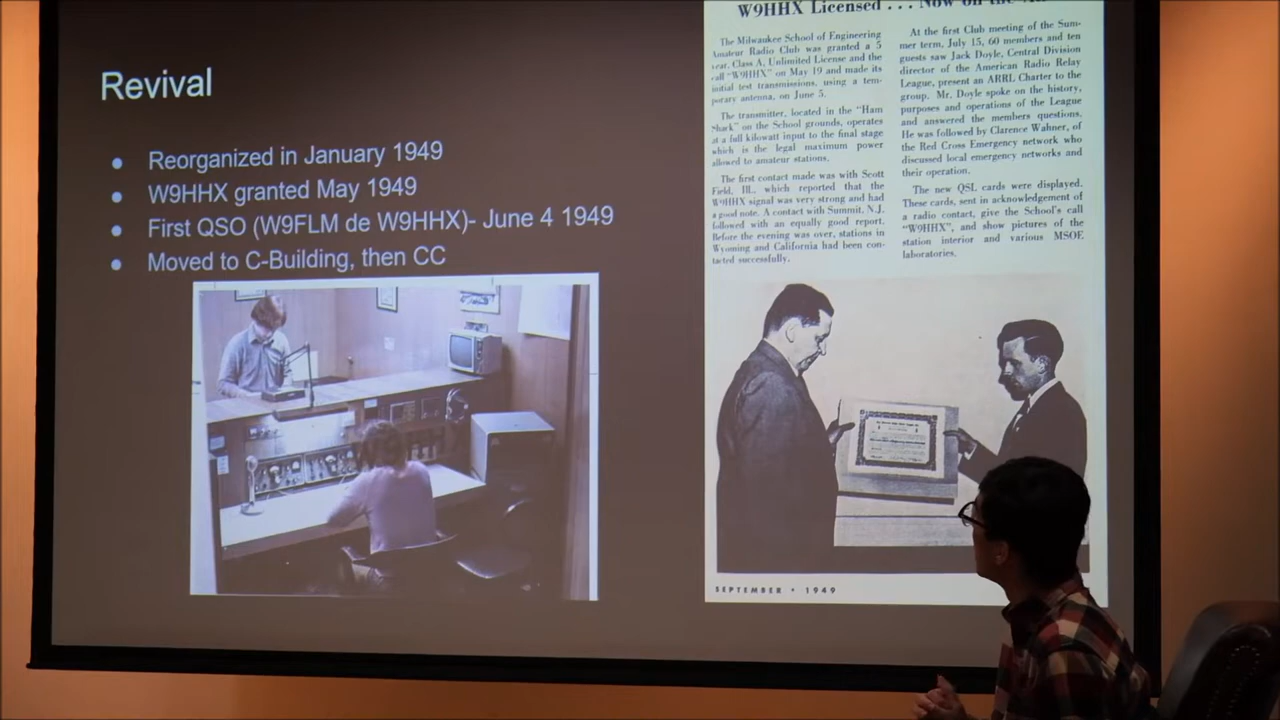 Revival
Reorganized in January 1949
W9HHX granted May 1949
First QSO (W9FLM de W9HHX)- June 4 1949
Moved to C-Building, then CC
W9HHX Licensed . . . Now on the
The Milwaukee School of Engineering
Amateur Radio Club was granted a 5
year, Class A, Unlimited License and the
call "W9HHX" on May 19 and made its
initial test transmissions, using a tem-
porary antenna, on June 5.
The transmitter, located in the "Ham
Shack" on the School grounds, operates
at a full kilowatt input to the final stage
which is the legal maximum power
allowed to amateur stations.
The first contact made was with Scott
Field, Ill., which reported that the
W9HHX signal was very strong and had
a good note. A contact with Summit, N.J.
followed with an equally good report.
Before the evening was over, stations in
Wyoming and California had been con-
tacted successfully.
At the first Club meeting of the Sum-
mer term, July 15, 60 members and ten
guests saw Jack Doyle, Central Division
director of the American Radio Relay
League, present an ARRL Charter to the
group. Mr. Doyle spoke on the history,
purposes and operations of the League
and answered the members questions.
He was followed by Clarence Wahner, of
the Red Cross Emergency network who
discussed local emergency networks and
their operation.
The new QSL cards were displayed.
These cards, sent in acknowledgement of
a radio contact, give the School's call
"W9HHX", and show pictures of the
station interior and various MSOE
laboratories.
SEPTEMBER • 1949